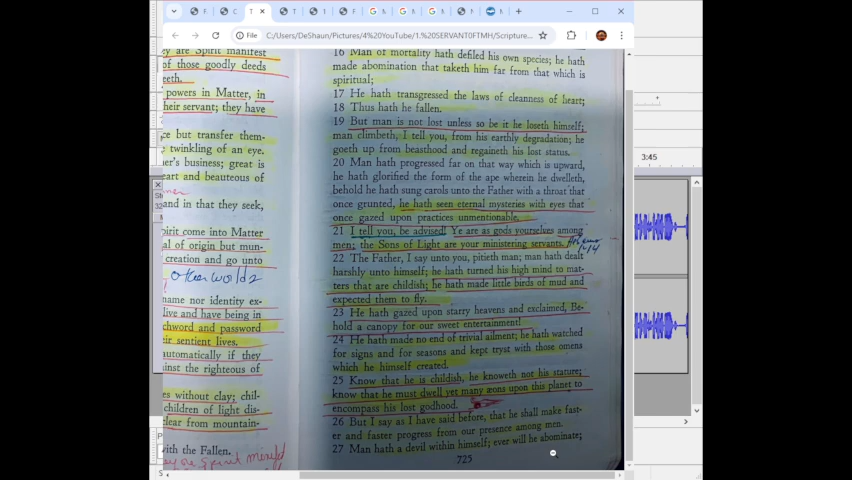 File
C:/Users/DeShaun/Pictures/4%20YouTube/1.%20SERVANT0FTMH/Scripture...
3:45
ey are Spirit manifest
of those goodly deeds
eeth.
powers in Matter, in
heir servant; they have
ce but transfer them-
twinkling of an eye.
er's business; great is
eart and beauteous of
and in that they seek,
pirit come into Matter
al of origin but mun-
creation and go unto
other worlds
name nor identity ex-
live and have being in
chword and password
eir sentient lives.
automatically if they
inst the righteous of
es without clay; chil-
children of light dis-
clear from mountain-
with the Fallen.
16 Man of mortality hath defiled his own species; he hath
made abomination that taketh him far from that which is
spiritual;
17 He hath transgressed the laws of cleanness of heart;
18 Thus hath he fallen.
19 But man is not lost unless so be it he loseth himself;
man climbeth, I tell you, from his earthly degradation; he
goeth up from beasthood and regaineth his lost status.
20 Man hath progressed far on that way which is upward,
he hath glorified the form of the ape wherein he dwelleth,
behold he hath sung carols unto the Father with a throat that
once grunted, he hath seen eternal mysteries with eyes that
once gazed upon practices unmentionable.
21 I tell you, be advised! Ye are as gods yourselves among
men; the Sons of Light are your ministering servants.
22 The Father, I say unto you, pitieth man; man hath dealt
harshly unto himself; he hath turned his high mind to mat-
ters that are childish; he hath made little birds of mud and
expected them to fly.
23 He hath gazed upon starry heavens and exclaimed, Be-
hold a canopy for our sweet entertainment!
24 He hath made no end of trivial ailment; he hath watched
for signs and for seasons and kept tryst with those omens
which he himself created.
25 Know that he is childish, he knoweth not his stature;
know that he must dwell yet many æons upon this planet to
encompass his lost godhood.
26 But I say as I have said before, that he shall make fast-
er and faster progress from our presence among men.
27 Man hath a devil within himself; ever will he abominate;
725